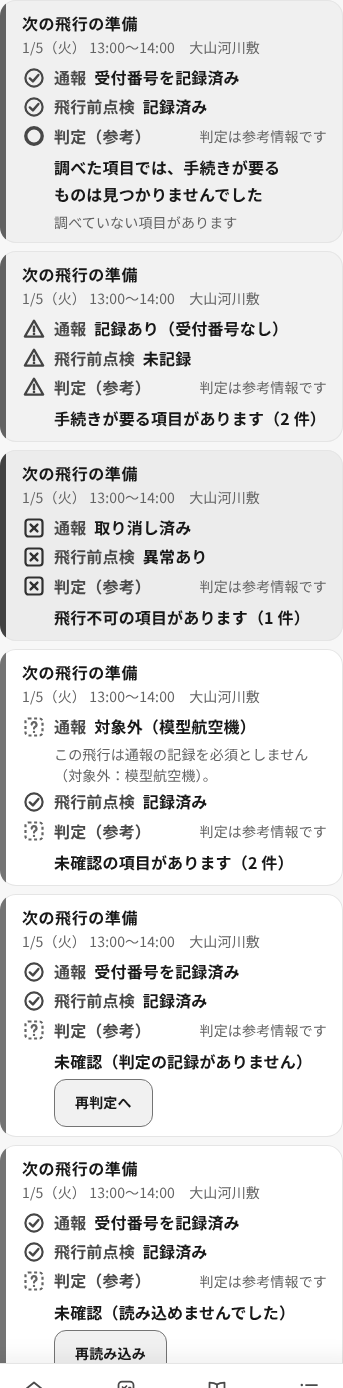 次の飛行の準備
1/5（火） 13:00〜14:00　大山河川敷
通報 受付番号を記録済み
飛行前点検 記録済み
判定（参考） 判定は参考情報です
調べた項目では、手続きが要る
ものは見つかりませんでした
調べていない項目があります
次の飛行の準備
1/5（火） 13:00〜14:00　大山河川敷
通報 記録あり（受付番号なし）
飛行前点検 未記録
判定（参考） 判定は参考情報です
手続きが要る項目があります（2 件）
次の飛行の準備
1/5（火） 13:00〜14:00　大山河川敷
通報 取り消し済み
飛行前点検 異常あり
判定（参考） 判定は参考情報です
飛行不可の項目があります（1 件）
次の飛行の準備
1/5（火） 13:00〜14:00　大山河川敷
通報 対象外（模型航空機）
この飛行は通報の記録を必須としません
（対象外：模型航空機）。
飛行前点検 記録済み
判定（参考） 判定は参考情報です
未確認の項目があります（2 件）
次の飛行の準備
1/5（火） 13:00〜14:00　大山河川敷
通報 受付番号を記録済み
飛行前点検 記録済み
判定（参考） 判定は参考情報です
未確認（判定の記録がありません）
再判定へ
次の飛行の準備
1/5（火） 13:00〜14:00　大山河川敷
通報 受付番号を記録済み
飛行前点検 記録済み
判定（参考） 判定は参考情報です
未確認（読み込めませんでした）
再読み込み